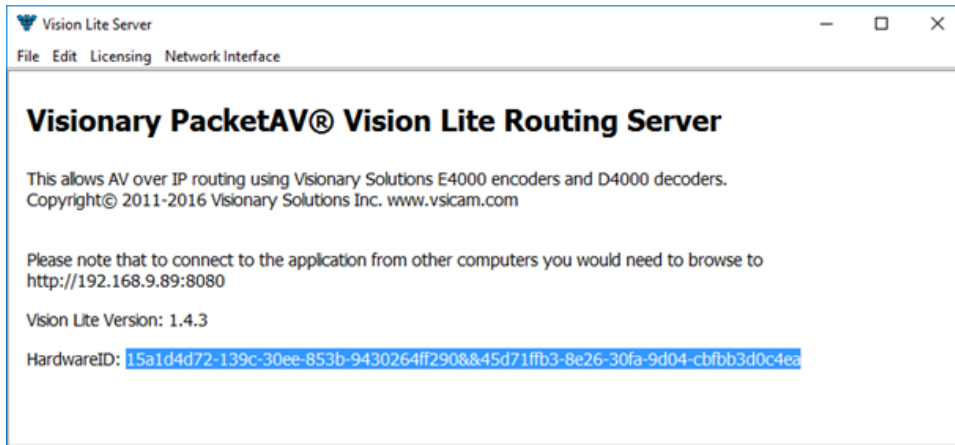 Vision Lite Server
File Edit Licensing Network Interface
Visionary PacketAV® Vision Lite Routing Server
This allows AV over IP routing using Visionary Solutions E4000 encoders and D4000 decoders.
Copyright© 2011-2016 Visionary Solutions Inc. www.vsicam.com
Please note that to connect to the application from other computers you would need to browse to
http://192.168.9.89:8080
Vision Lite Version: 1.4.3
HardwareID: 15a1d4d72-139c-30ee-853b-9430264ff290&&45d71ffb3-8e26-30fa-9d04-cbfbb3d0c4ea